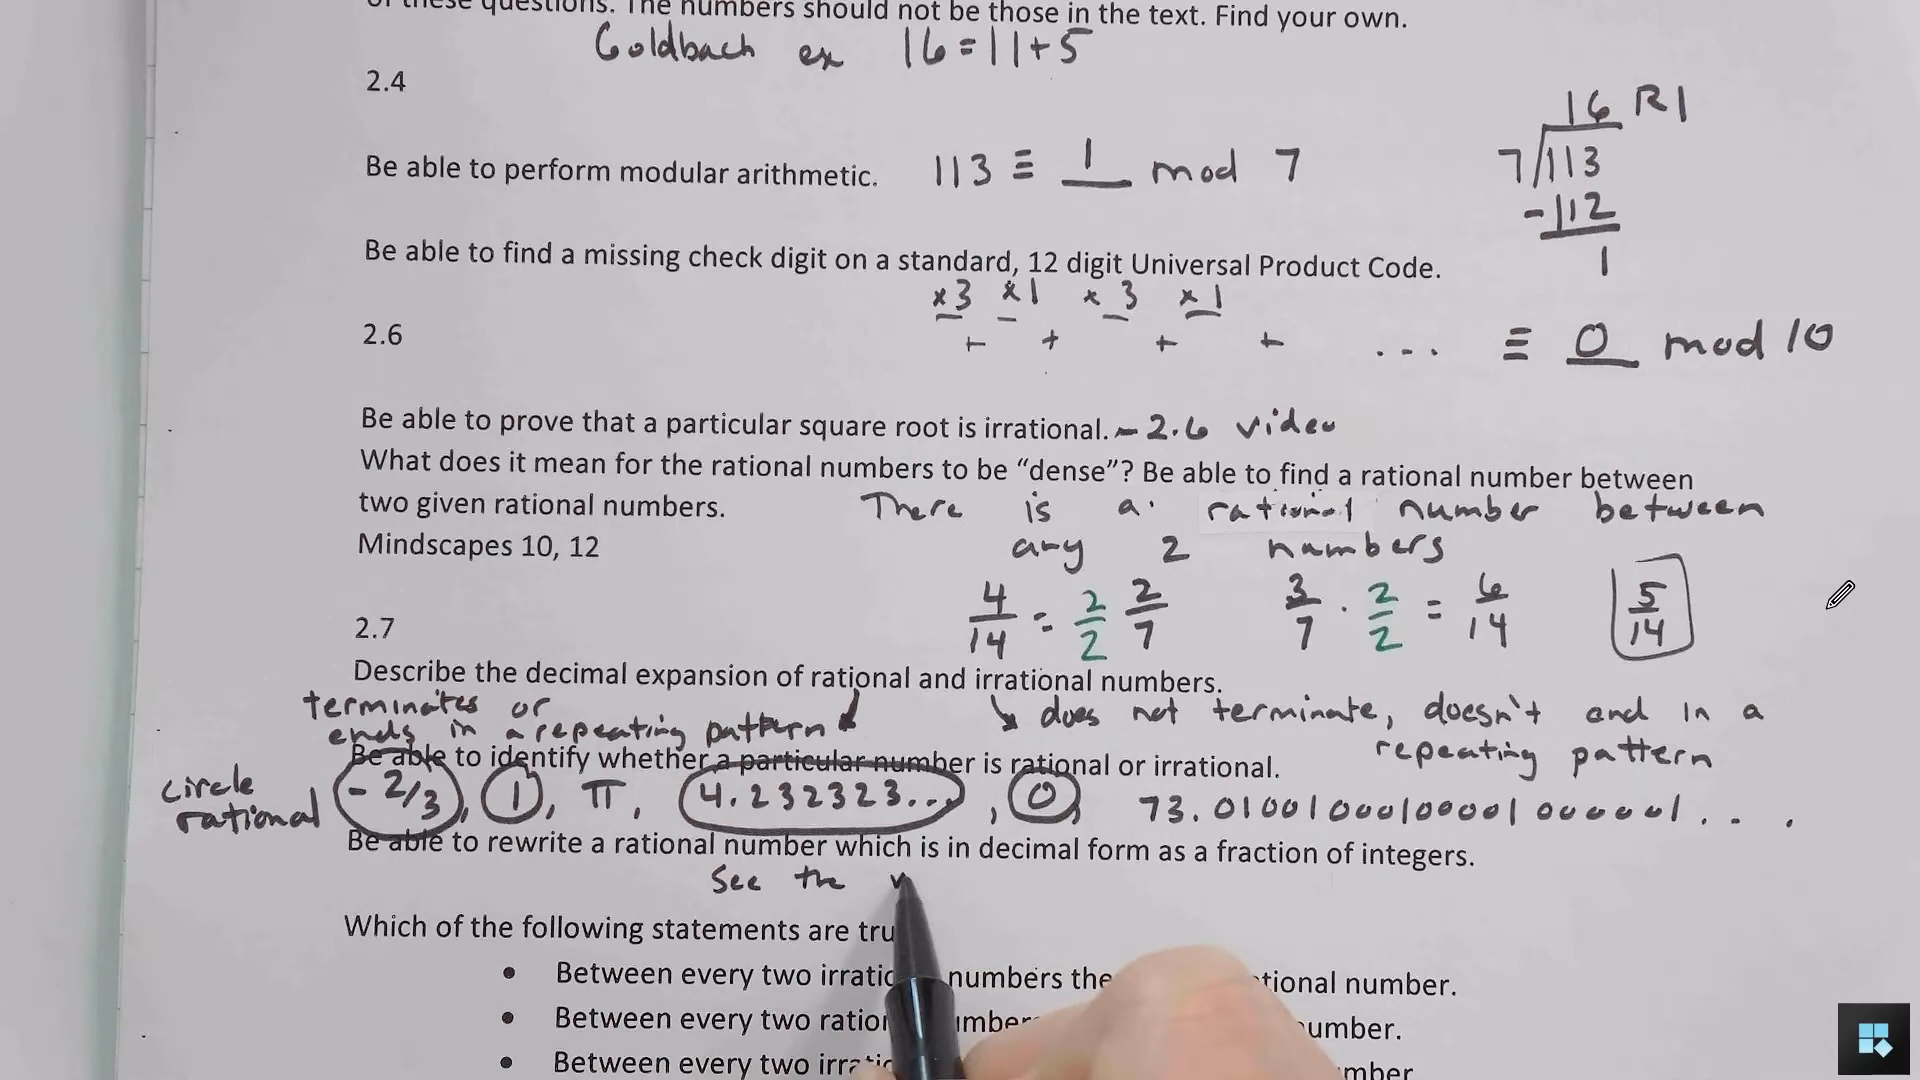 of these questions. The numbers should not be those in the text. Find your own.
Goldbach ex 16=11+5
2.4
16 R1
Be able to perform modular arithmetic. 113 ≡ 1 mod 7
7 113
-112
1
Be able to find a missing check digit on a standard, 12 digit Universal Product Code.
×3 ×1 ×3 ×1
2.6
+ + + + ... ≡ 0 mod 10
Be able to prove that a particular square root is irrational. - 2.6 video
What does it mean for the rational numbers to be “dense”? Be able to find a rational number between
two given rational numbers. There is a rational number between
Mindscapes 10, 12 any 2 numbers
4/14 = 2/2 2/7 3/7 · 2/2 = 6/14 5/14
2.7
Describe the decimal expansion of rational and irrational numbers.
terminates or
ends in a repeating pattern
does not terminate, doesn't end in a
repeating pattern
Be able to identify whether a particular number is rational or irrational.
circle
rational
-2/3, 1, π, 4.232323..., 0, 73.01001000100001000001...
Be able to rewrite a rational number which is in decimal form as a fraction of integers.
See the
Which of the following statements are tru
Between every two irratio numbers the tional number.
Between every two ration umber.
Between every two irratio mber